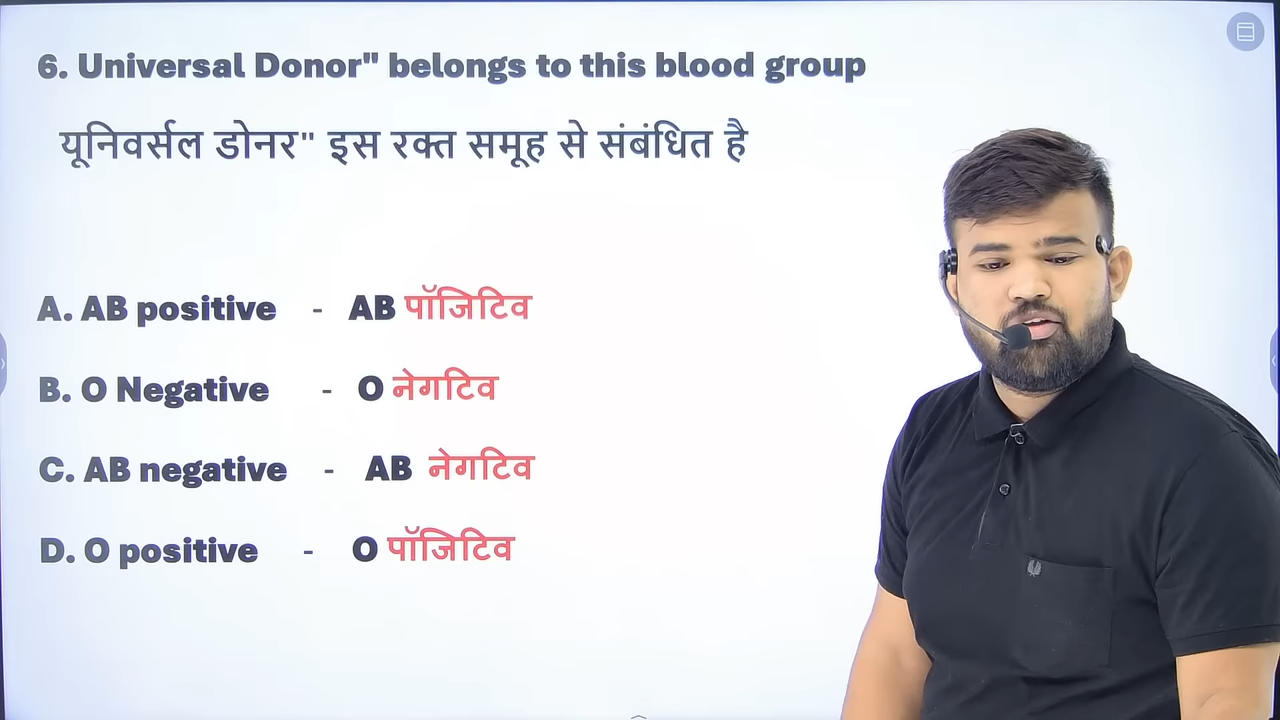 6. Universal Donor" belongs to this blood group
यूनिवर्सल डोनर" इस रक्त समूह से संबंधित है
A. AB positive - AB पॉजिटिव
B. O Negative - O नेगटिव
C. AB negative - AB नेगटिव
D. O positive - O पॉजिटिव